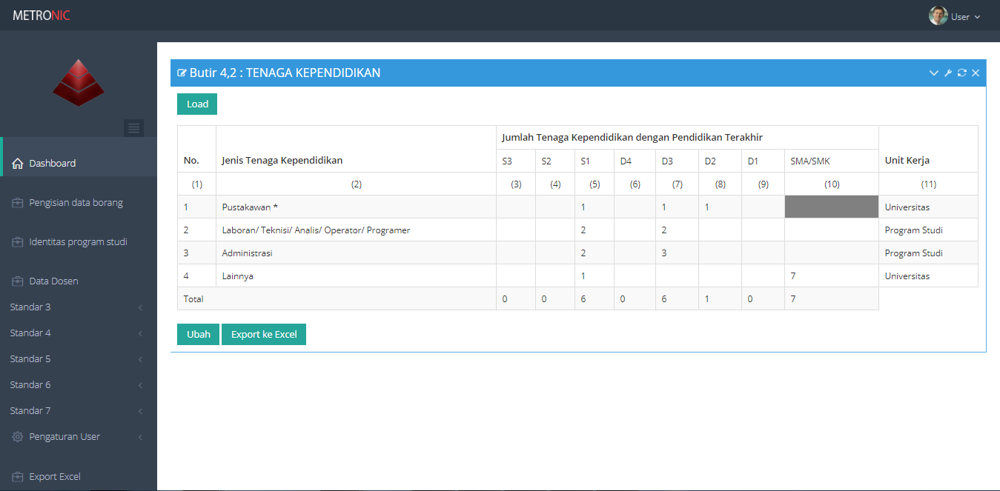 METRONIC
User
Dashboard
Pengisian data borang
Identitas program studi
Data Dosen
Standar 3
Standar 4
Standar 5
Standar 6
Standar 7
Pengaturan User
Export Excel
Butir 4,2 : TENAGA KEPENDIDIKAN
Load
No. Jenis Tenaga Kependidikan Jumlah Tenaga Kependidikan dengan Pendidikan Terakhir Unit Kerja
S3 S2 S1 D4 D3 D2 D1 SMA/SMK
(1) (2) (3) (4) (5) (6) (7) (8) (9) (10) (11)
1 Pustakawan * 1 1 1 Universitas
2 Laboran/ Teknisi/ Analis/ Operator/ Programer 2 2 Program Studi
3 Administrasi 2 3 Program Studi
4 Lainnya 1 7 Universitas
Total 0 0 6 0 6 1 0 7
Ubah Export ke Excel